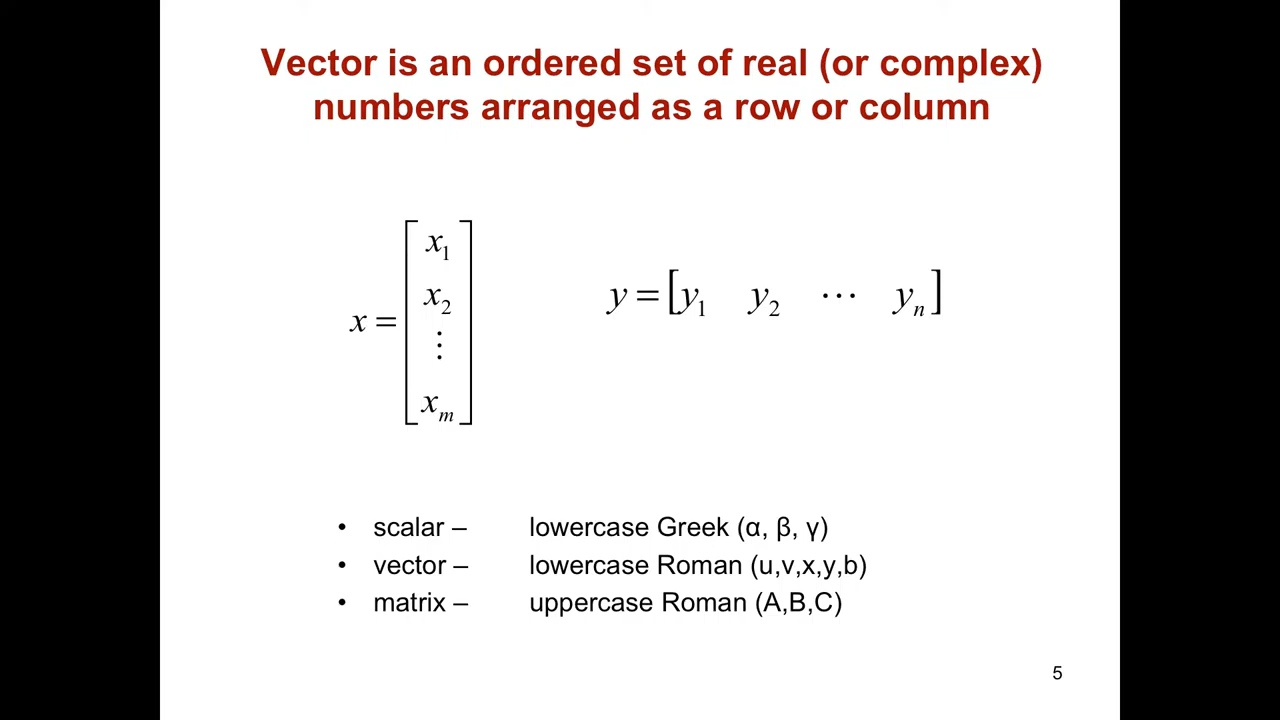 Vector is an ordered set of real (or complex)
numbers arranged as a row or column
x = [ x₁
x₂
⋮
xₘ ]
y = [y₁ y₂ ⋯ yₙ]
• scalar – lowercase Greek (α, β, γ)
• vector – lowercase Roman (u,v,x,y,b)
• matrix – uppercase Roman (A,B,C)
5